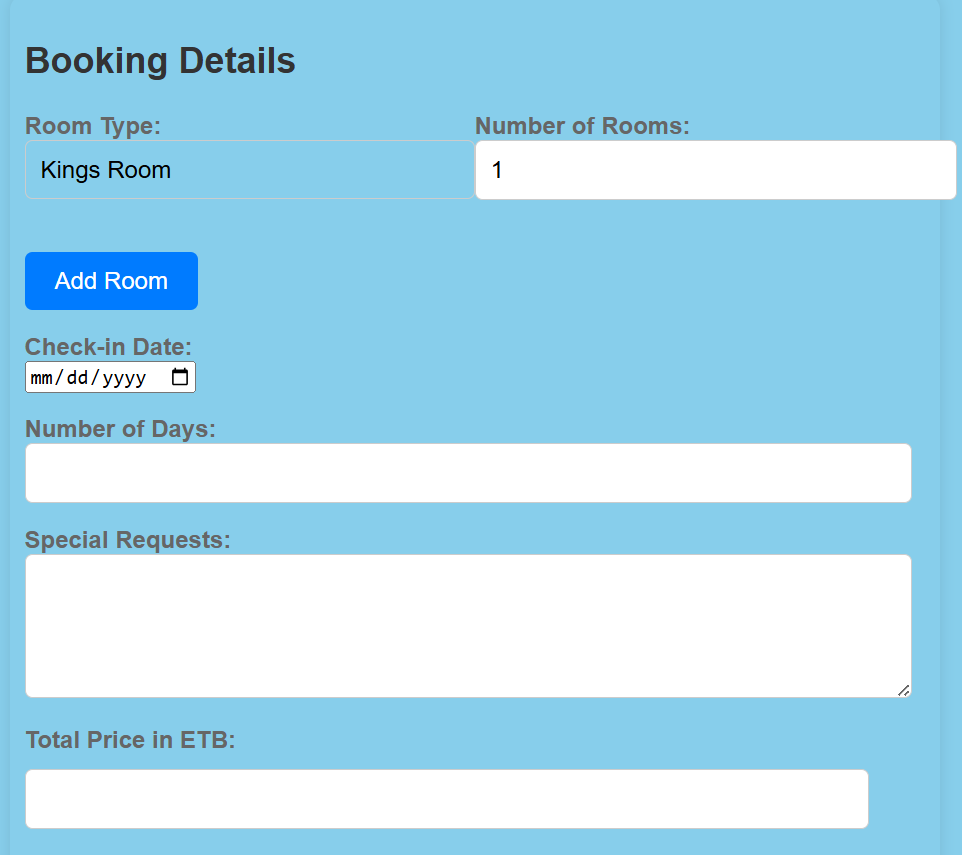 Booking Details
Room Type: Number of Rooms:
Kings Room 1
Add Room
Check-in Date:
mm/dd/yyyy
Number of Days:
Special Requests:
Total Price in ETB: